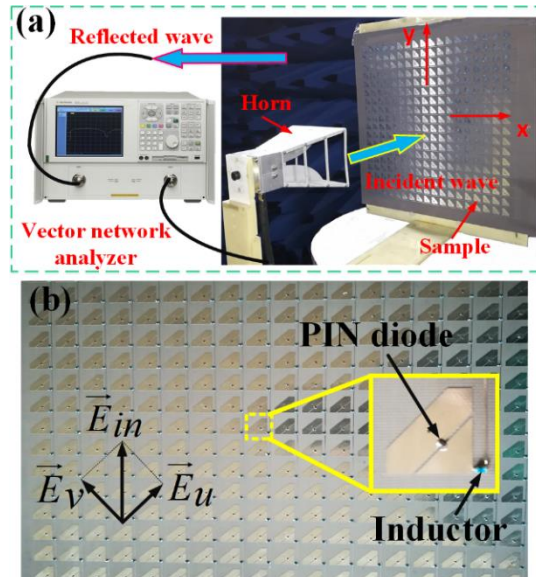 (a)
Reflected wave
y
Horn
x
Incident wave
Vector network
analyzer
Sample
(b)
PIN diode
E⃗in
E⃗v
E⃗u
Inductor